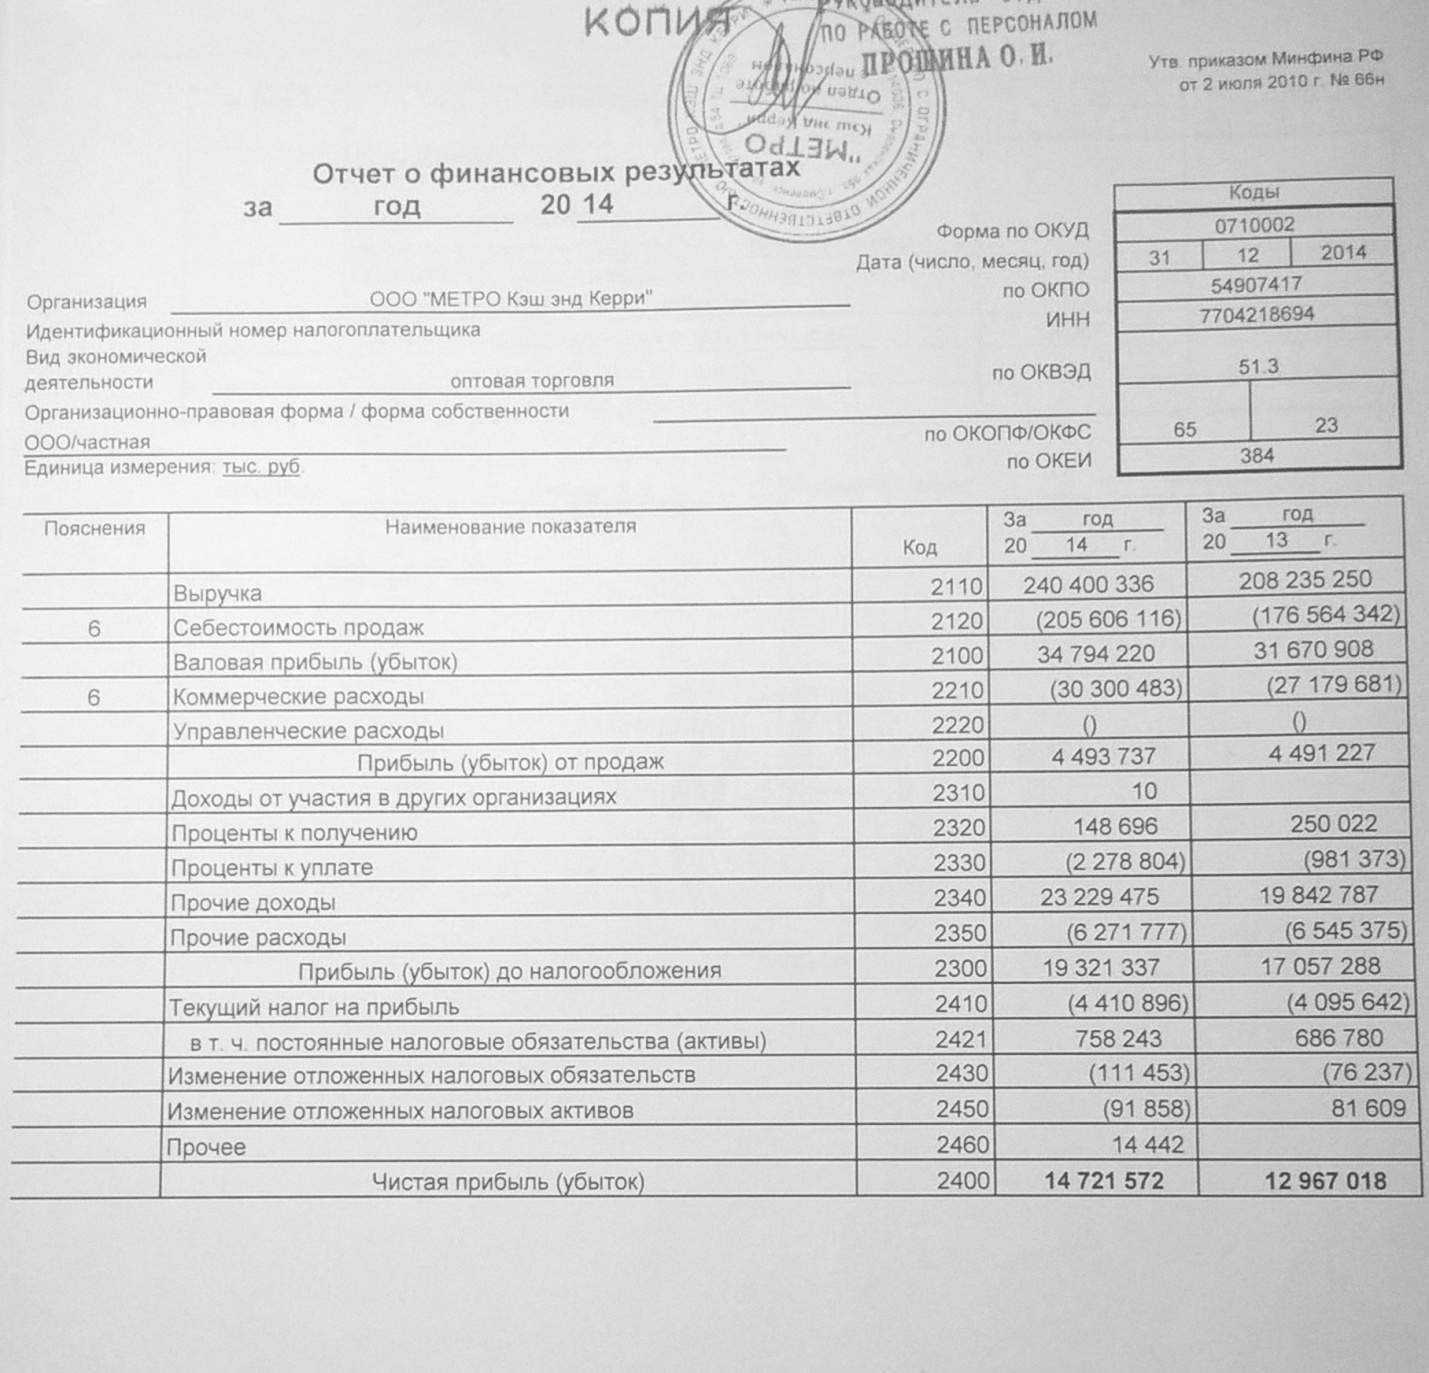 КОПИЯ
ПО РАБОТЕ С ПЕРСОНАЛОМ
ПРОШИНА О. И.
Утв. приказом Минфина РФ
от 2 июля 2010 г. № 66н
Отдел по работе
с персоналом
Кэш энд Керри"
"МЕТРО
Отчет о финансовых результатах
за год 20 14 г.
Коды
Форма по ОКУД 0710002
Дата (число, месяц, год) 31 12 2014
по ОКПО 54907417
Организация ООО "МЕТРО Кэш энд Керри"
ИНН 7704218694
Идентификационный номер налогоплательщика
Вид экономической
деятельности оптовая торговля по ОКВЭД 51.3
Организационно-правовая форма / форма собственности
ООО/частная по ОКОПФ/ОКФС 65 23
Единица измерения: тыс. руб. по ОКЕИ 384
Пояснения Наименование показателя Код За год 20 14 г. За год 20 13 г.
Выручка 2110 240 400 336 208 235 250
6 Себестоимость продаж 2120 (205 606 116) (176 564 342)
Валовая прибыль (убыток) 2100 34 794 220 31 670 908
6 Коммерческие расходы 2210 (30 300 483) (27 179 681)
Управленческие расходы 2220 () ()
Прибыль (убыток) от продаж 2200 4 493 737 4 491 227
Доходы от участия в других организациях 2310 10
Проценты к получению 2320 148 696 250 022
Проценты к уплате 2330 (2 278 804) (981 373)
Прочие доходы 2340 23 229 475 19 842 787
Прочие расходы 2350 (6 271 777) (6 545 375)
Прибыль (убыток) до налогообложения 2300 19 321 337 17 057 288
Текущий налог на прибыль 2410 (4 410 896) (4 095 642)
в т. ч. постоянные налоговые обязательства (активы) 2421 758 243 686 780
Изменение отложенных налоговых обязательств 2430 (111 453) (76 237)
Изменение отложенных налоговых активов 2450 (91 858) 81 609
Прочее 2460 14 442
Чистая прибыль (убыток) 2400 14 721 572 12 967 018